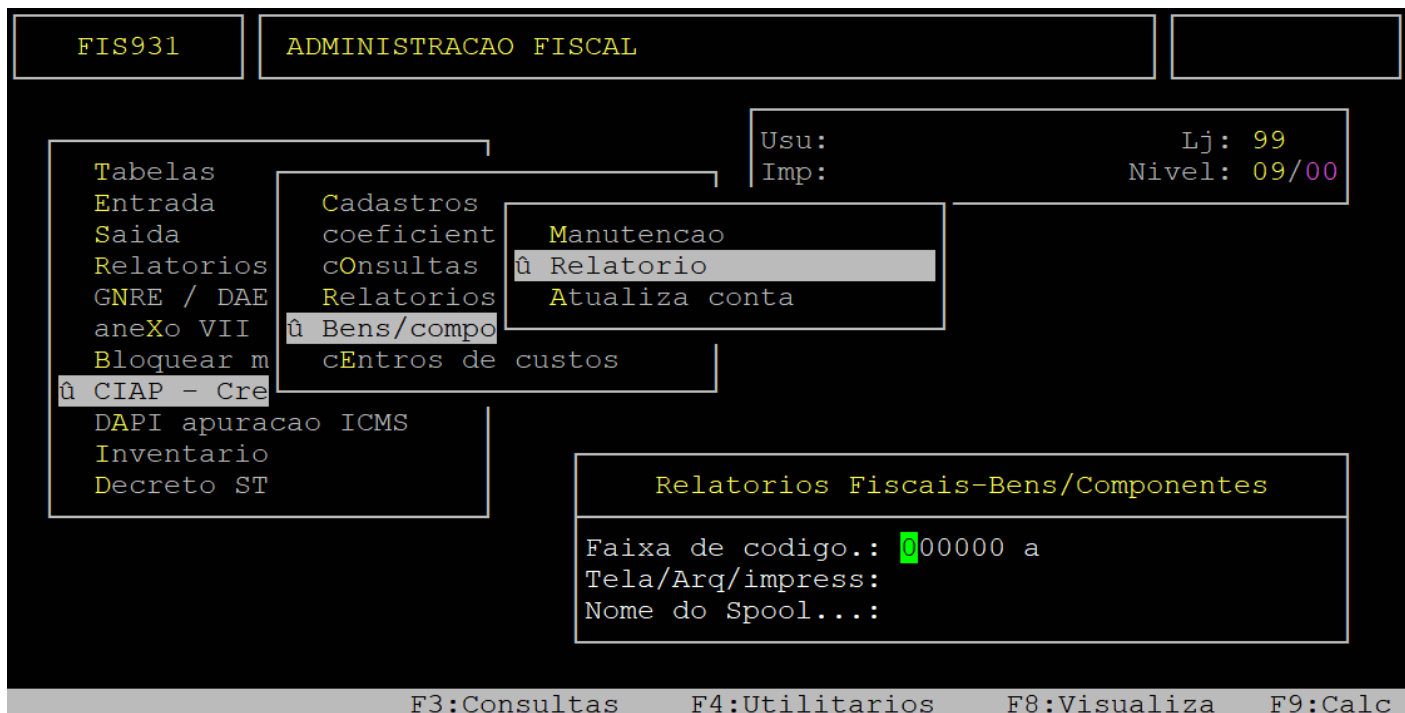 FIS931 ADMINISTRACAO FISCAL
Usu: Lj: 99
Imp: Nivel: 09/00
Tabelas
Entrada
Saida
Relatorios
GNRE / DAE
aneXo VII
Bloquear m
û CIAP - Cre
DAPI apuracao ICMS
Inventario
Decreto ST
Cadastros
coeficient
cOnsultas
Relatorios
û Bens/compo
cEntros de custos
Manutencao
û Relatorio
Atualiza conta
Relatorios Fiscais-Bens/Componentes
Faixa de codigo.: 000000 a
Tela/Arq/impress:
Nome do Spool...:
F3:Consultas F4:Utilitarios F8:Visualiza F9:Calc